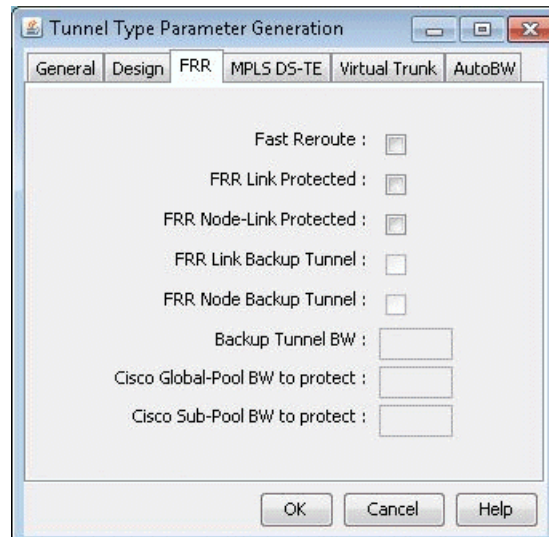 Tunnel Type Parameter Generation
General Design FRR MPLS DS-TE Virtual Trunk AutoBW
Fast Reroute :
FRR Link Protected :
FRR Node-Link Protected :
FRR Link Backup Tunnel :
FRR Node Backup Tunnel :
Backup Tunnel BW :
Cisco Global-Pool BW to protect :
Cisco Sub-Pool BW to protect :
OK Cancel Help